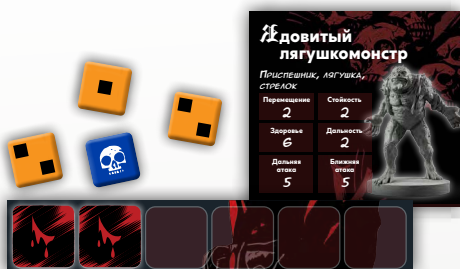 Ядовитый
лягушкомонстр
Приспешник, лягушка,
стрелок
Перемещение
2
Стойкость
2
Здоровье
6
Дальность
2
Дальняя
атака
5
Ближняя
атака
5